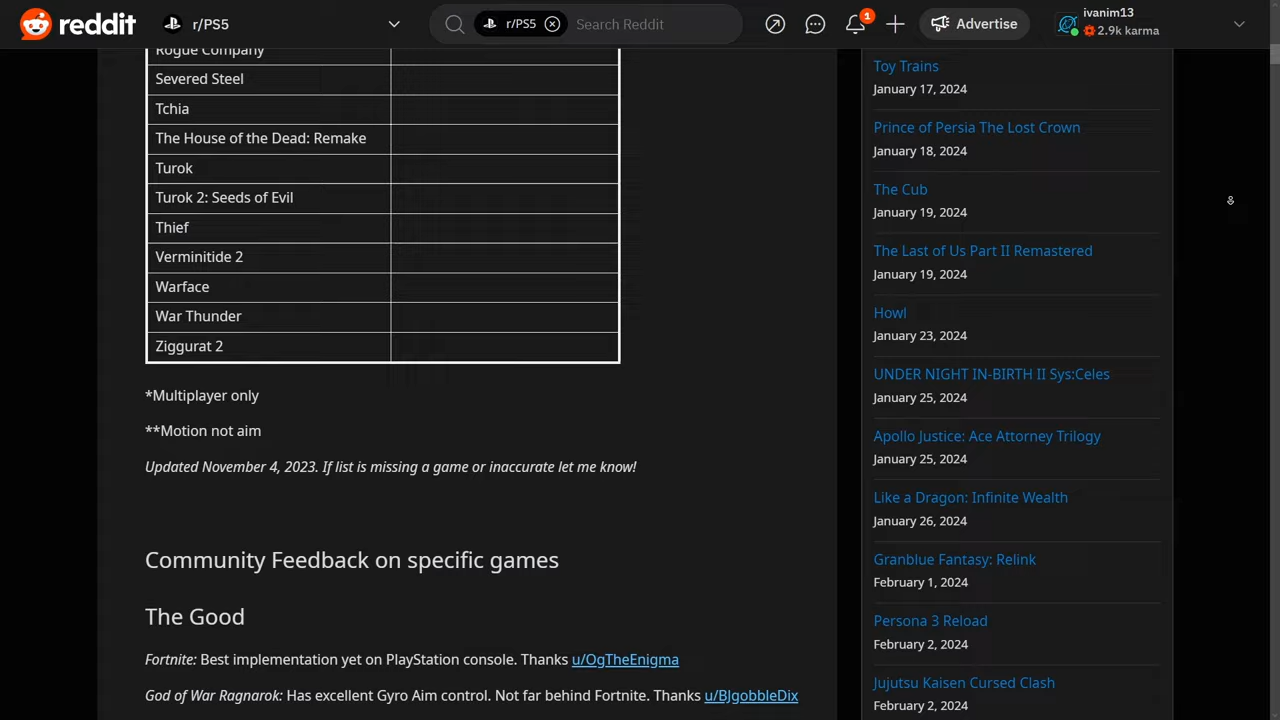 reddit
r/PS5
r/PS5
Search Reddit
1
Advertise
ivanim13
2.9k karma
Rogue Company
Severed Steel
Tchia
The House of the Dead: Remake
Turok
Turok 2: Seeds of Evil
Thief
Verminitide 2
Warface
War Thunder
Ziggurat 2
*Multiplayer only
**Motion not aim
Updated November 4, 2023. If list is missing a game or inaccurate let me know!
Community Feedback on specific games
The Good
Fortnite: Best implementation yet on PlayStation console. Thanks u/OgTheEnigma
God of War Ragnarok: Has excellent Gyro Aim control. Not far behind Fortnite. Thanks u/BJgobbleDix
Toy Trains
January 17, 2024
Prince of Persia The Lost Crown
January 18, 2024
The Cub
January 19, 2024
The Last of Us Part II Remastered
January 19, 2024
Howl
January 23, 2024
UNDER NIGHT IN-BIRTH II Sys:Celes
January 25, 2024
Apollo Justice: Ace Attorney Trilogy
January 25, 2024
Like a Dragon: Infinite Wealth
January 26, 2024
Granblue Fantasy: Relink
February 1, 2024
Persona 3 Reload
February 2, 2024
Jujutsu Kaisen Cursed Clash
February 2, 2024